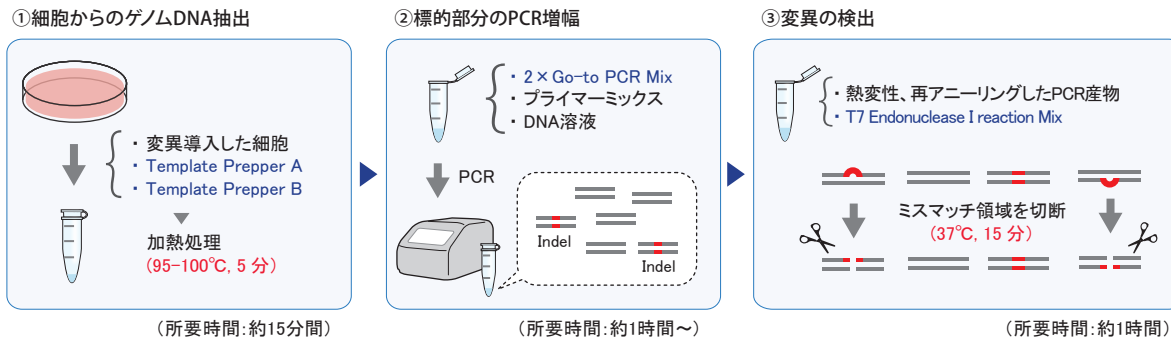 ①細胞からのゲノムDNA抽出
・変異導入した細胞
・Template Prepper A
・Template Prepper B
加熱処理
(95-100℃, 5 分)
(所要時間:約15分間)
②標的部分のPCR増幅
・2×Go-to PCR Mix
・プライマーミックス
・DNA溶液
PCR
Indel
Indel
(所要時間:約1時間～)
③変異の検出
・熱変性、再アニーリングしたPCR産物
・T7 Endonuclease I reaction Mix
ミスマッチ領域を切断
(37℃, 15 分)
(所要時間:約1時間)